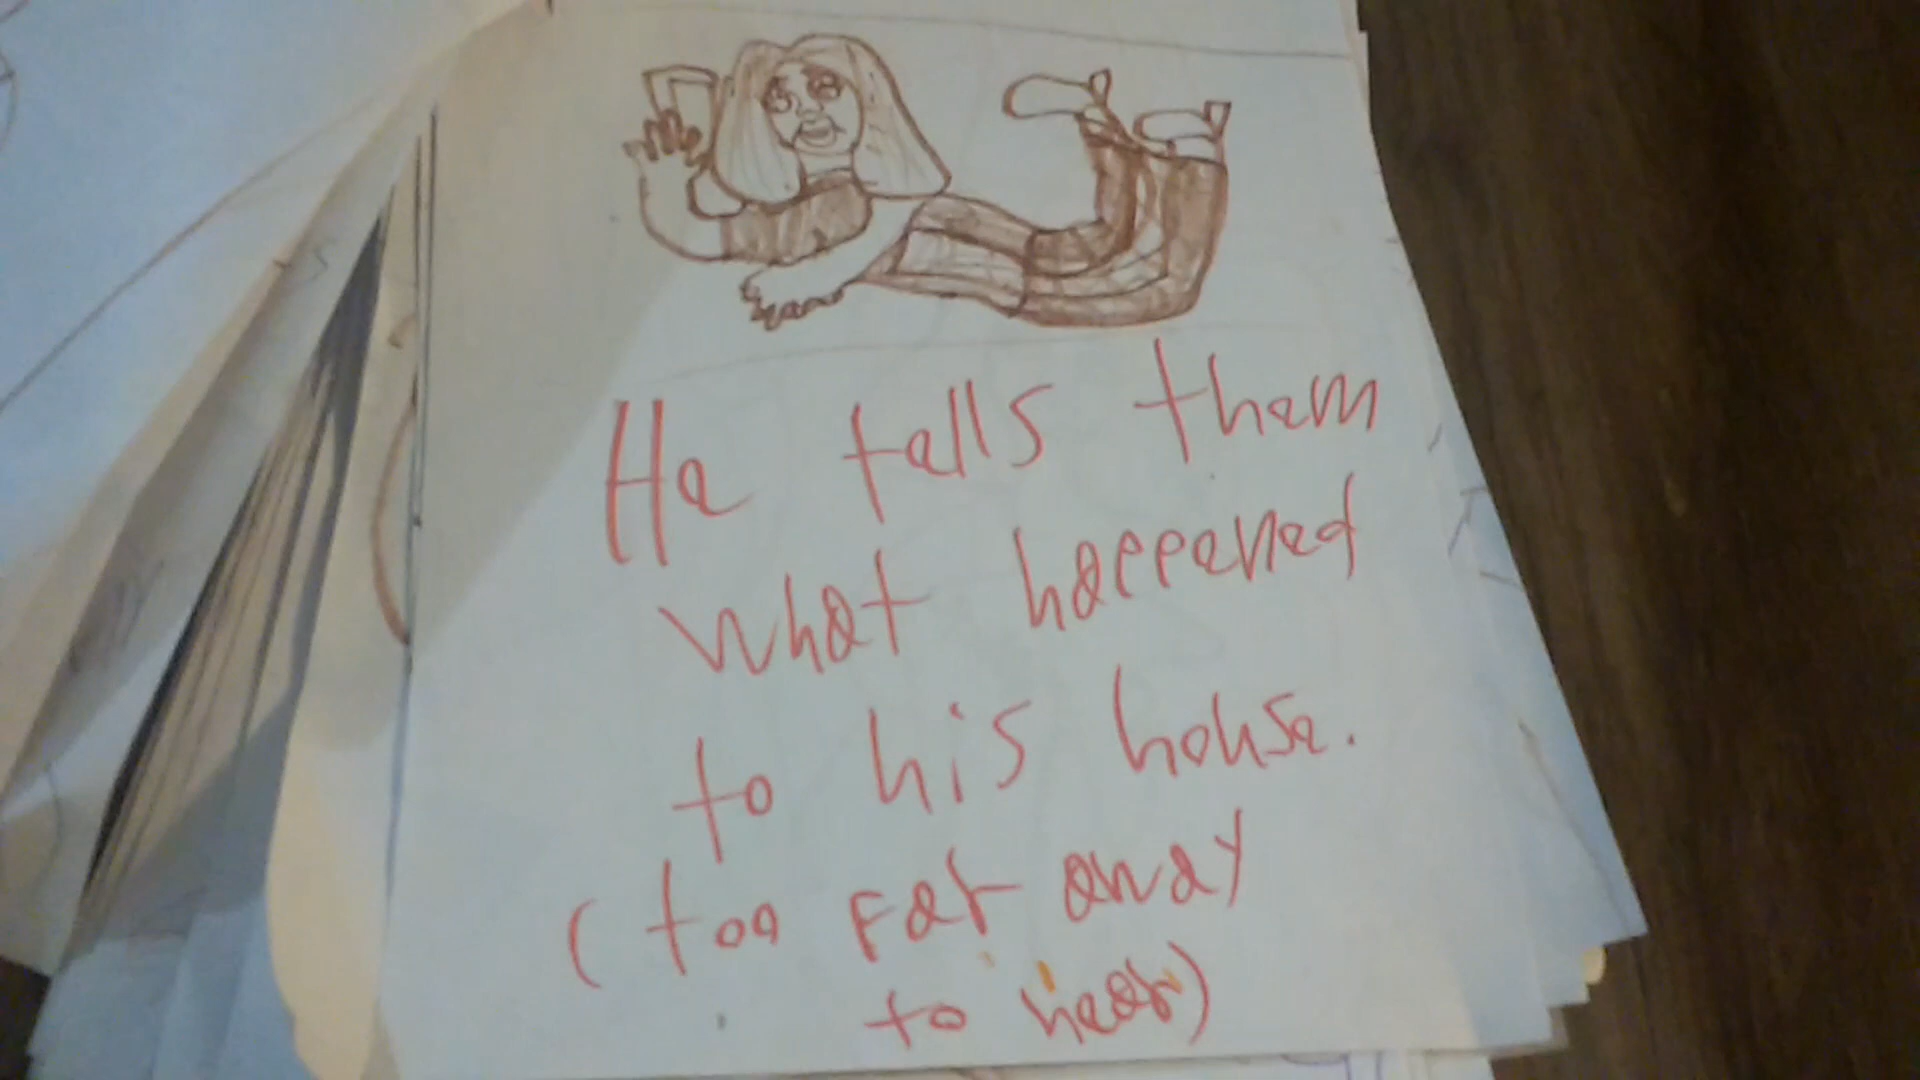 He tells them
what happened
to his house.
(too far away
to hear)